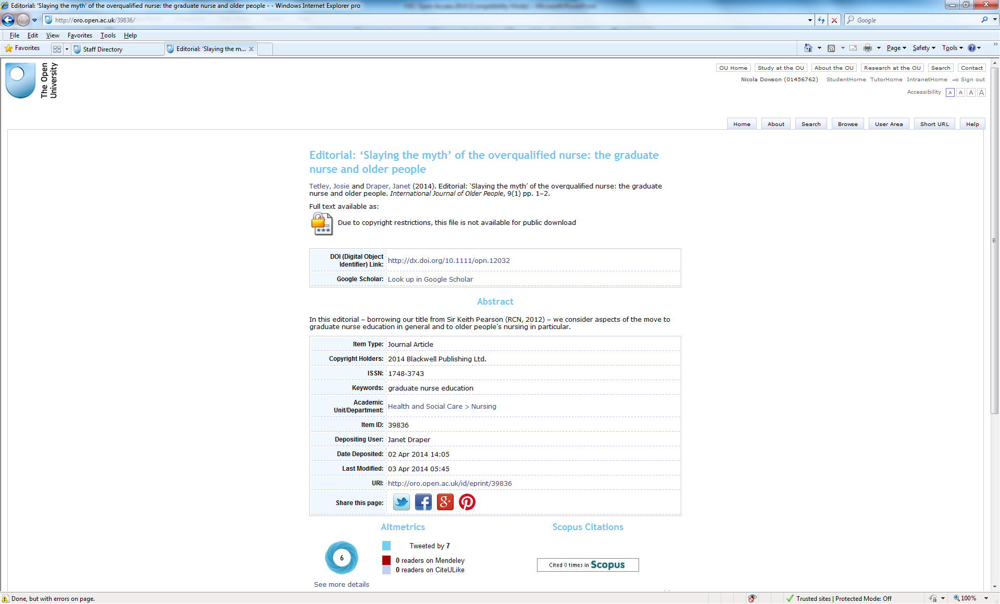 Editorial: ‘Slaying the myth’ of the overqualified nurse: the graduate nurse and older people - - Windows Internet Explorer pro
http://oro.open.ac.uk/39836/
Google
File Edit View Favorites Tools Help
Favorites
Staff Directory
Editorial: ‘Slaying the m...
Page Safety Tools
The Open
University
OU Home Study at the OU About the OU Research at the OU Search Contact
Nicola Dowson (01456762) StudentHome TutorHome IntranetHome Sign out
Accessibility A A A A
Home About Search Browse User Area Short URL Help
Editorial: ‘Slaying the myth’ of the overqualified nurse: the graduate
nurse and older people
Tetley, Josie and Draper, Janet (2014). Editorial: ‘Slaying the myth’ of the overqualified nurse: the graduate
nurse and older people. International Journal of Older People, 9(1) pp. 1–2.
Full text available as:
Due to copyright restrictions, this file is not available for public download
DOI (Digital Object
Identifier) Link: http://dx.doi.org/10.1111/opn.12032
Google Scholar: Look up in Google Scholar
Abstract
In this editorial – borrowing our title from Sir Keith Pearson (RCN, 2012) – we consider aspects of the move to
graduate nurse education in general and to older people’s nursing in particular.
Item Type: Journal Article
Copyright Holders: 2014 Blackwell Publishing Ltd.
ISSN: 1748-3743
Keywords: graduate nurse education
Academic
Unit/Department: Health and Social Care > Nursing
Item ID: 39836
Depositing User: Janet Draper
Date Deposited: 02 Apr 2014 14:05
Last Modified: 03 Apr 2014 05:45
URI: http://oro.open.ac.uk/id/eprint/39836
Share this page:
Altmetrics
Scopus Citations
6
Tweeted by 7
0 readers on Mendeley
0 readers on CiteULike
Cited 0 times in Scopus
See more details
Done, but with errors on page.
Trusted sites | Protected Mode: Off
100%